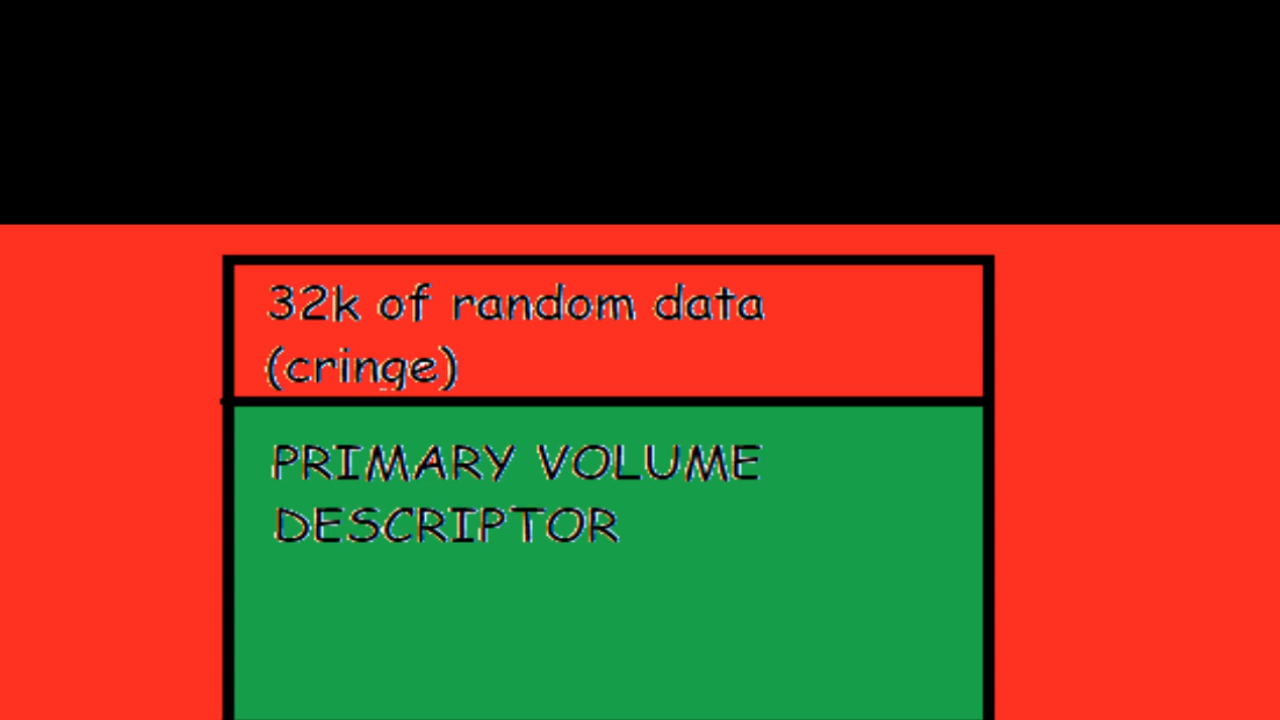 32k of random data
(cringe)
PRIMARY VOLUME
DESCRIPTOR